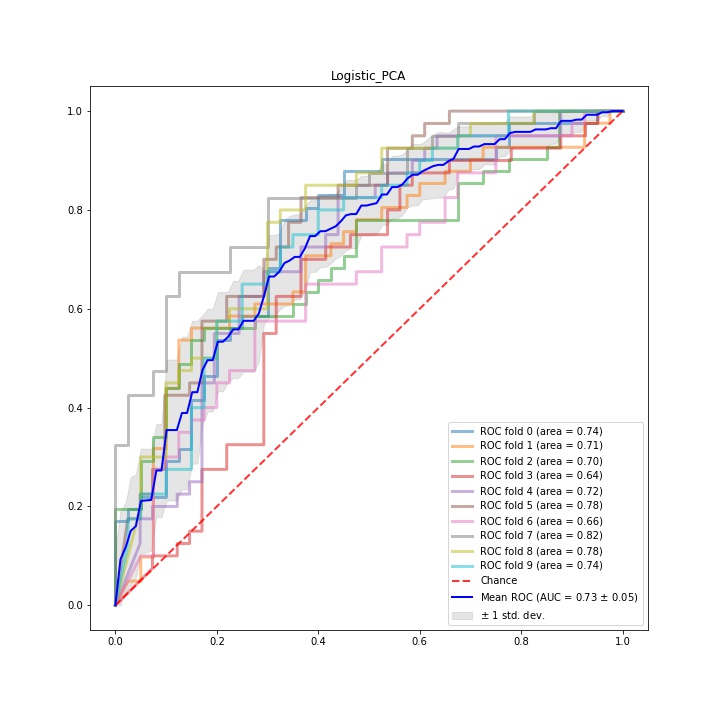 Logistic_PCA
1.0
0.8
0.6
0.4
0.2
0.0
0.0 0.2 0.4 0.6 0.8 1.0
ROC fold 0 (area = 0.74)
ROC fold 1 (area = 0.71)
ROC fold 2 (area = 0.70)
ROC fold 3 (area = 0.64)
ROC fold 4 (area = 0.72)
ROC fold 5 (area = 0.78)
ROC fold 6 (area = 0.66)
ROC fold 7 (area = 0.82)
ROC fold 8 (area = 0.78)
ROC fold 9 (area = 0.74)
Chance
Mean ROC (AUC = 0.73 ± 0.05)
± 1 std. dev.